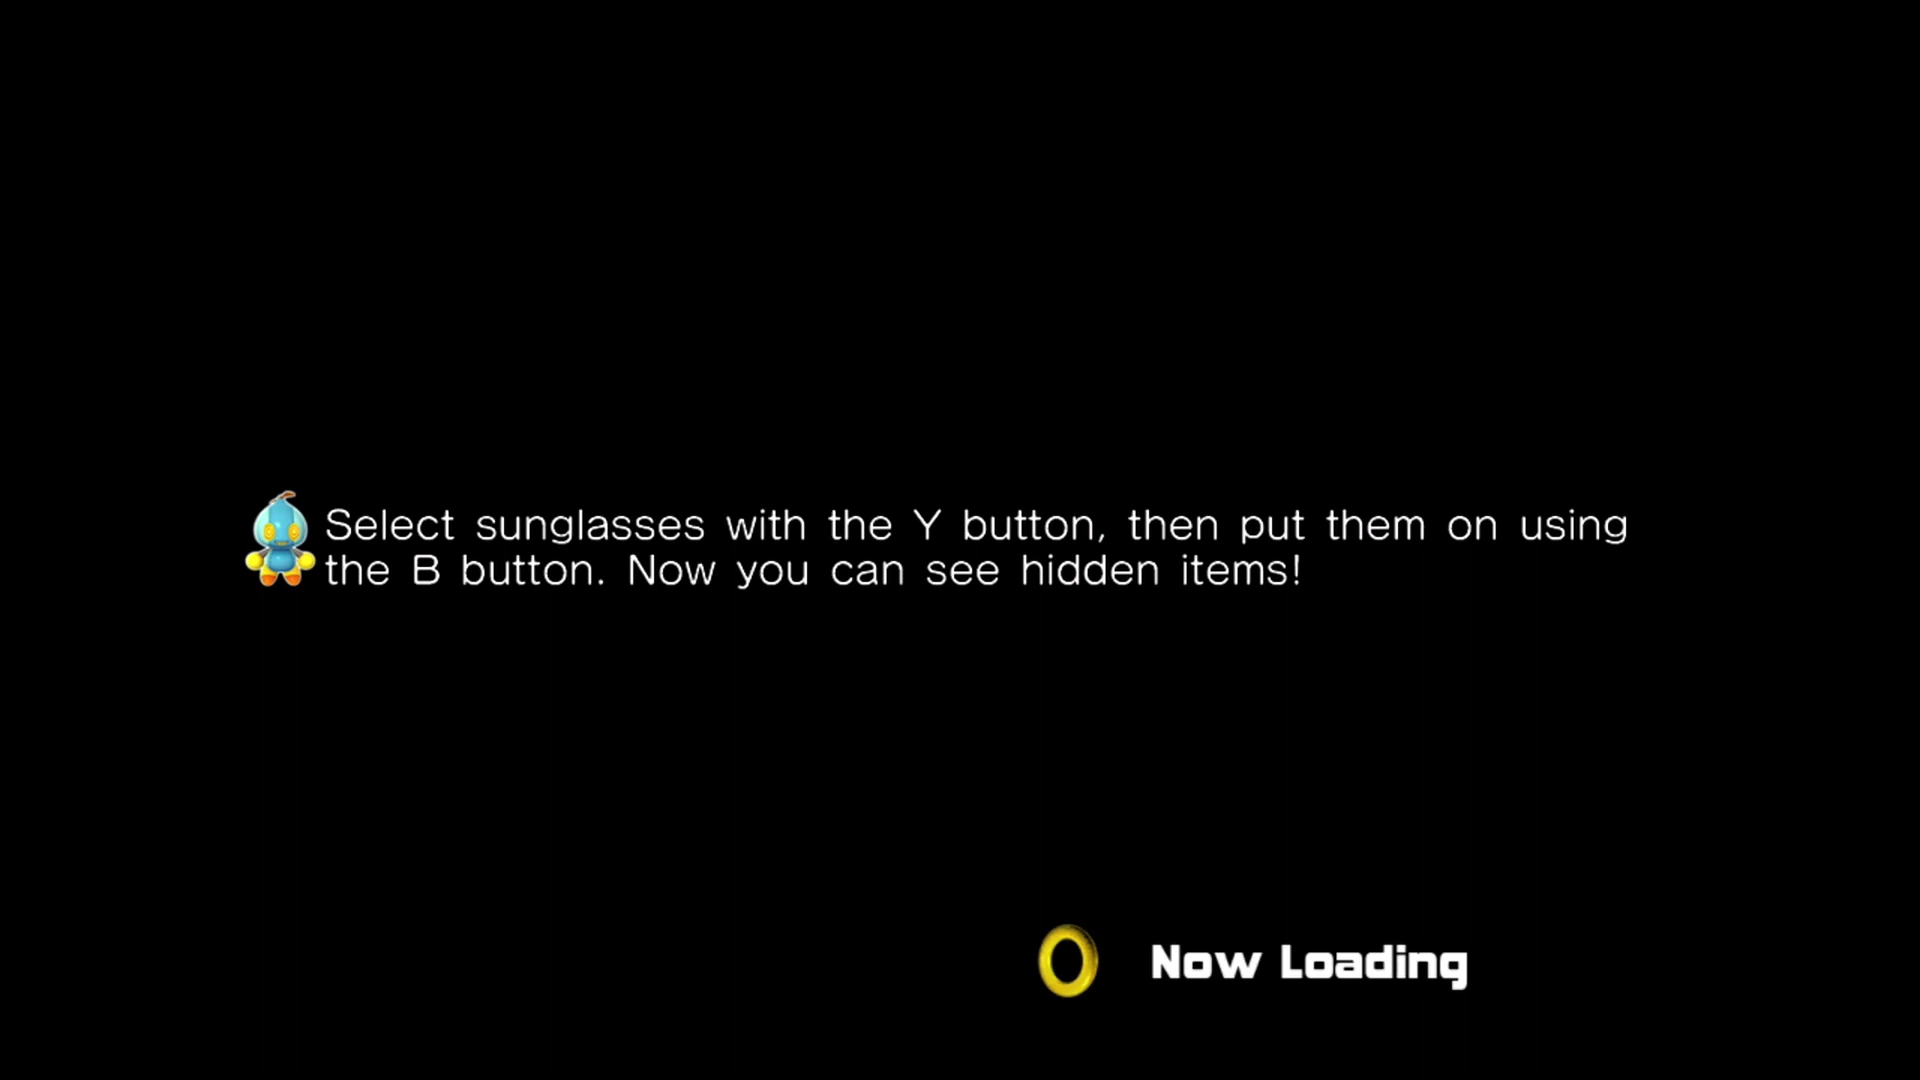 Select sunglasses with the Y button, then put them on using
the B button. Now you can see hidden items!
Now Loading